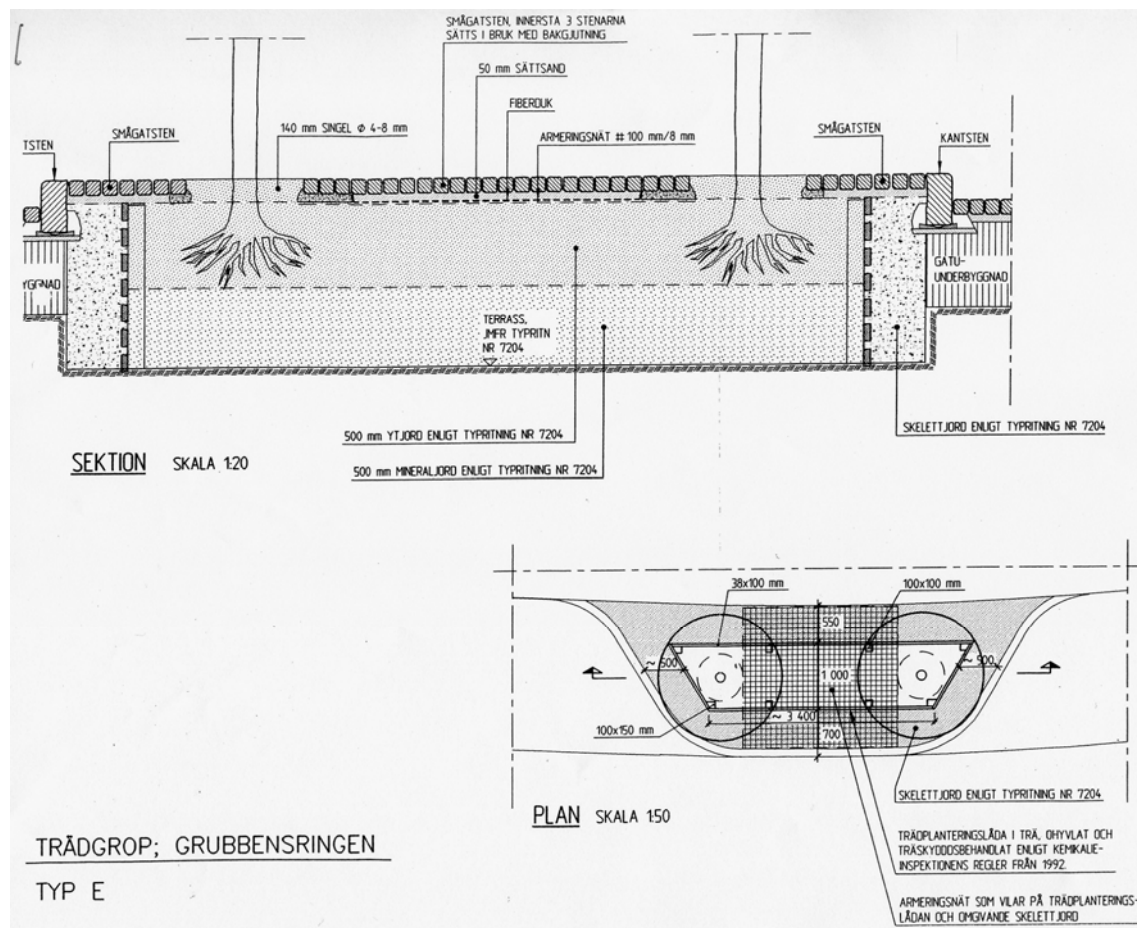 SMÅGATSTEN, INNERSTA 3 STENARNA
SÄTTS I BRUK MED BAKGJUTNING
50 mm SÄTTSAND
FIBERDUK
140 mm SINGEL φ 4-8 mm
ARMERINGSNÄT # 100 mm/8 mm
SMÅGATSTEN
SMÅGATSTEN
TSTEN
KANTSTEN
YGGNAD
GATU-
UNDERBYGGNAD
TERRASS,
JMFR TYPRITN
NR 7204
500 mm YTJORD ENLIGT TYPRITNING NR 7204
SKELETTJORD ENLIGT TYPRITNING NR 7204
500 mm MINERALJORD ENLIGT TYPRITNING NR 7204
SEKTION SKALA 1:20
38x100 mm
100x100 mm
550
~ 500
1 000
~ 900
~ 3 400
100x150 mm
700
SKELETTJORD ENLIGT TYPRITNING NR 7204
PLAN SKALA 1:50
TRÄDPLANTERINGSLÅDA I TRÄ, OHYVLAT OCH
TRÄSKYDDDSBEHANDLAT ENLIGT KEMIKALIE-
INSPEKTIONENS REGLER FRÅN 1992.
ARMERINGSNÄT SOM VILAR PÅ TRÄDPLANTERINGS-
LÅDAN OCH OMGIVANDE SKELETTJORD
TRÄDGROP; GRUBBENSRINGEN
TYP E